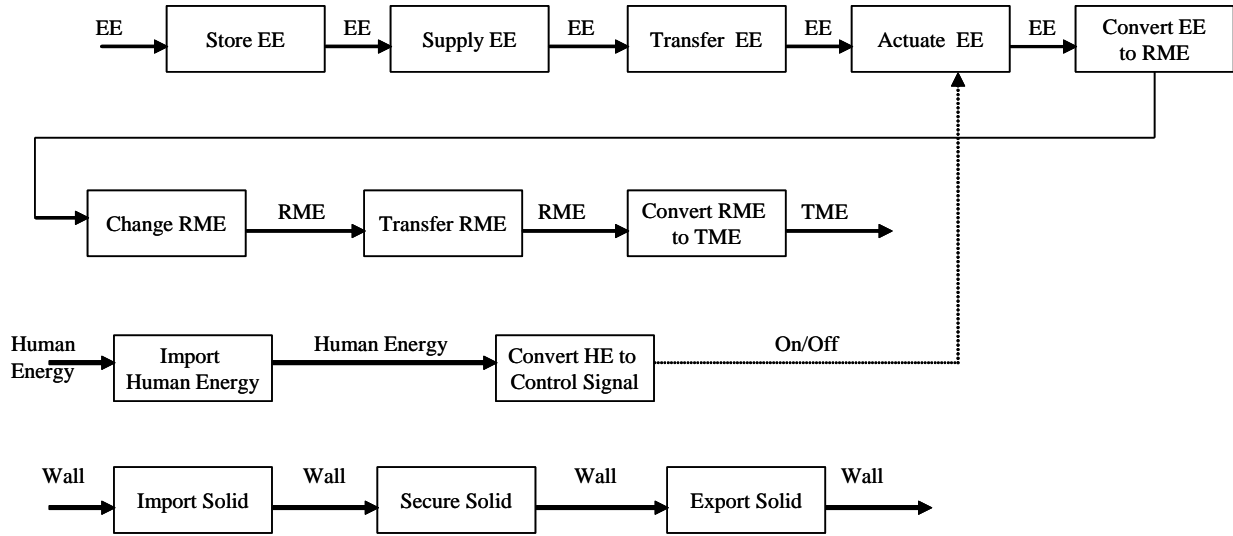 EE
Store EE
EE
Supply EE
EE
Transfer EE
EE
Actuate EE
EE
Convert EE
to RME
Change RME
RME
Transfer RME
RME
Convert RME
to TME
TME
Human
Energy
Import
Human Energy
Human Energy
Convert HE to
Control Signal
On/Off
Wall
Import Solid
Wall
Secure Solid
Wall
Export Solid
Wall